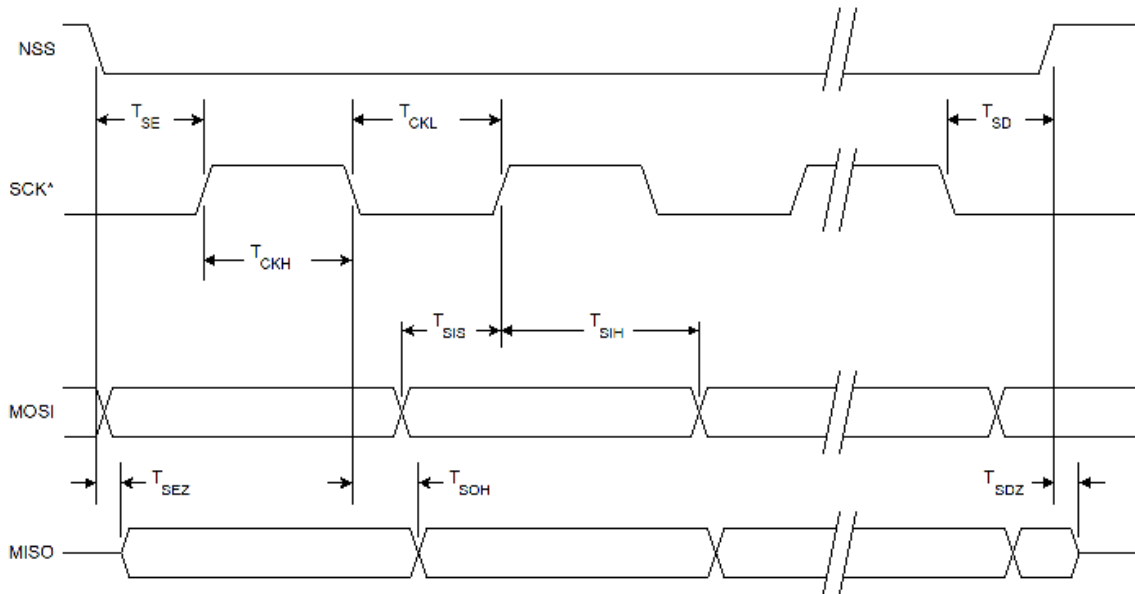 NSS
TSE
TCKL
TSD
SCK*
TCKH
TSIS
TSIH
MOSI
TSEZ
TSOH
TSDZ
MISO